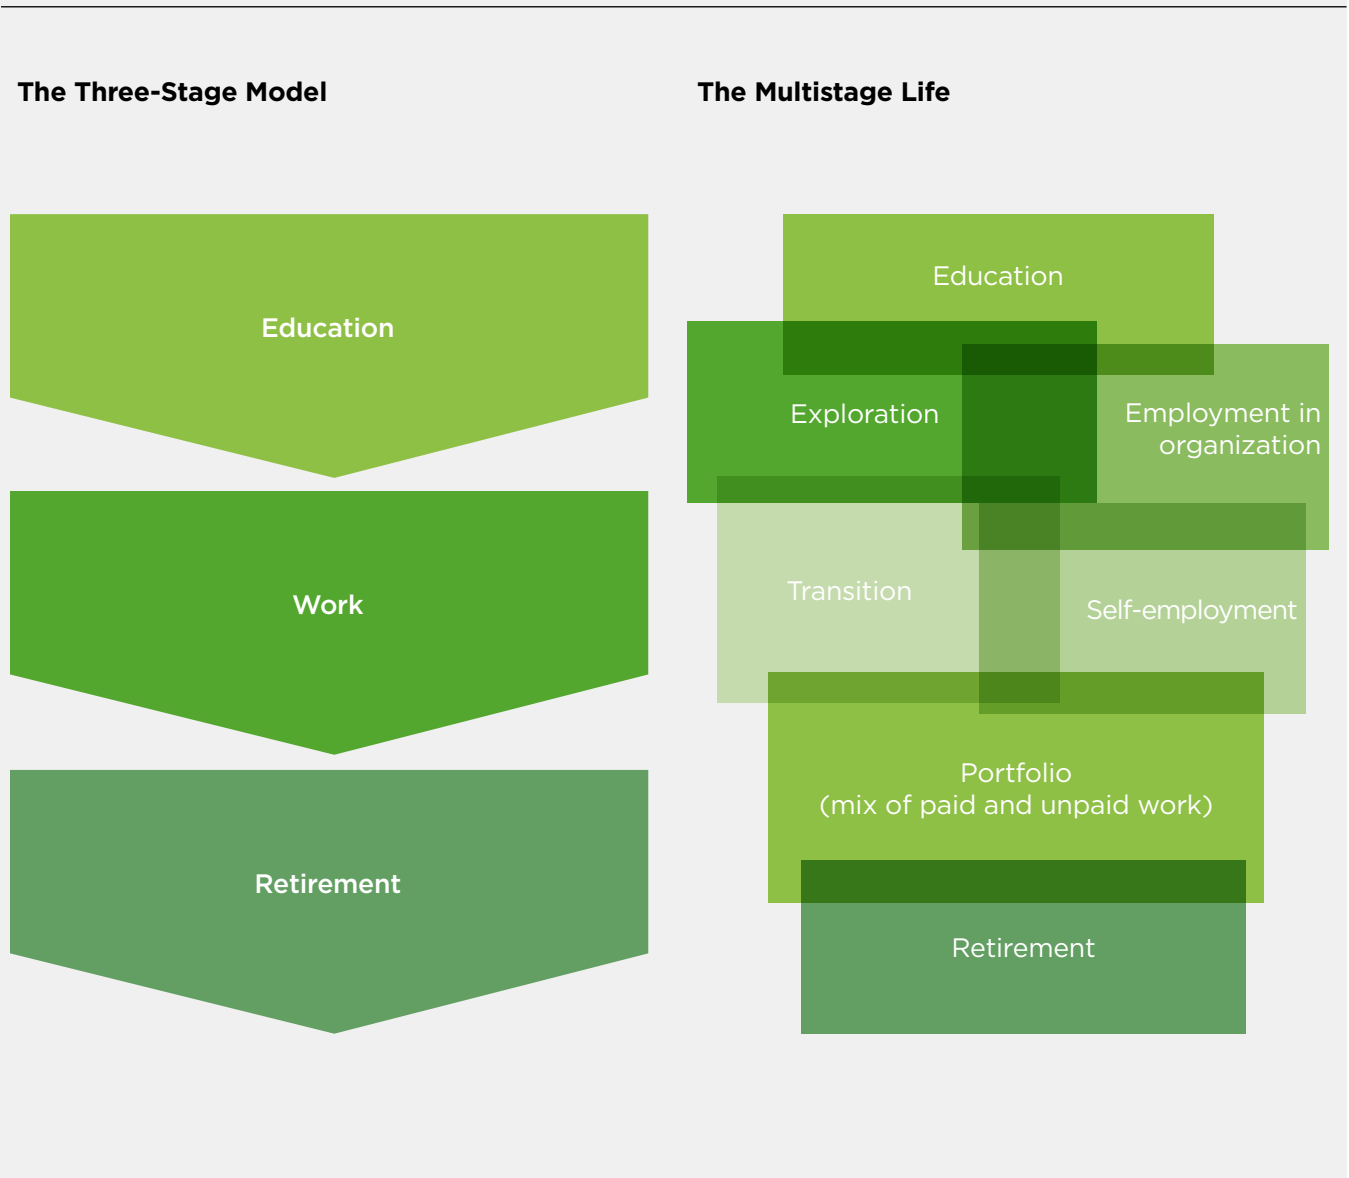 The Three-Stage Model
Education
Work
Retirement
The Multistage Life
Education
Exploration
Employment in
organization
Transition
Self-employment
Portfolio
(mix of paid and unpaid work)
Retirement